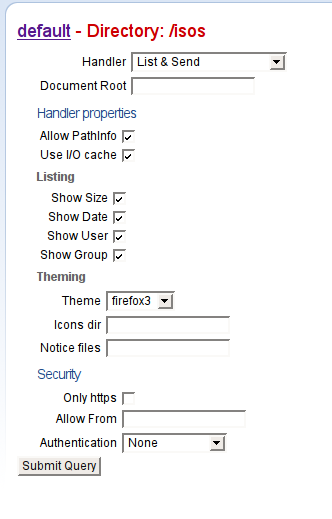 default - Directory: /isos
Handler List & Send
Document Root
Handler properties
Allow PathInfo
Use I/O cache
Listing
Show Size
Show Date
Show User
Show Group
Theming
Theme firefox3
Icons dir
Notice files
Security
Only https
Allow From
Authentication None
Submit Query